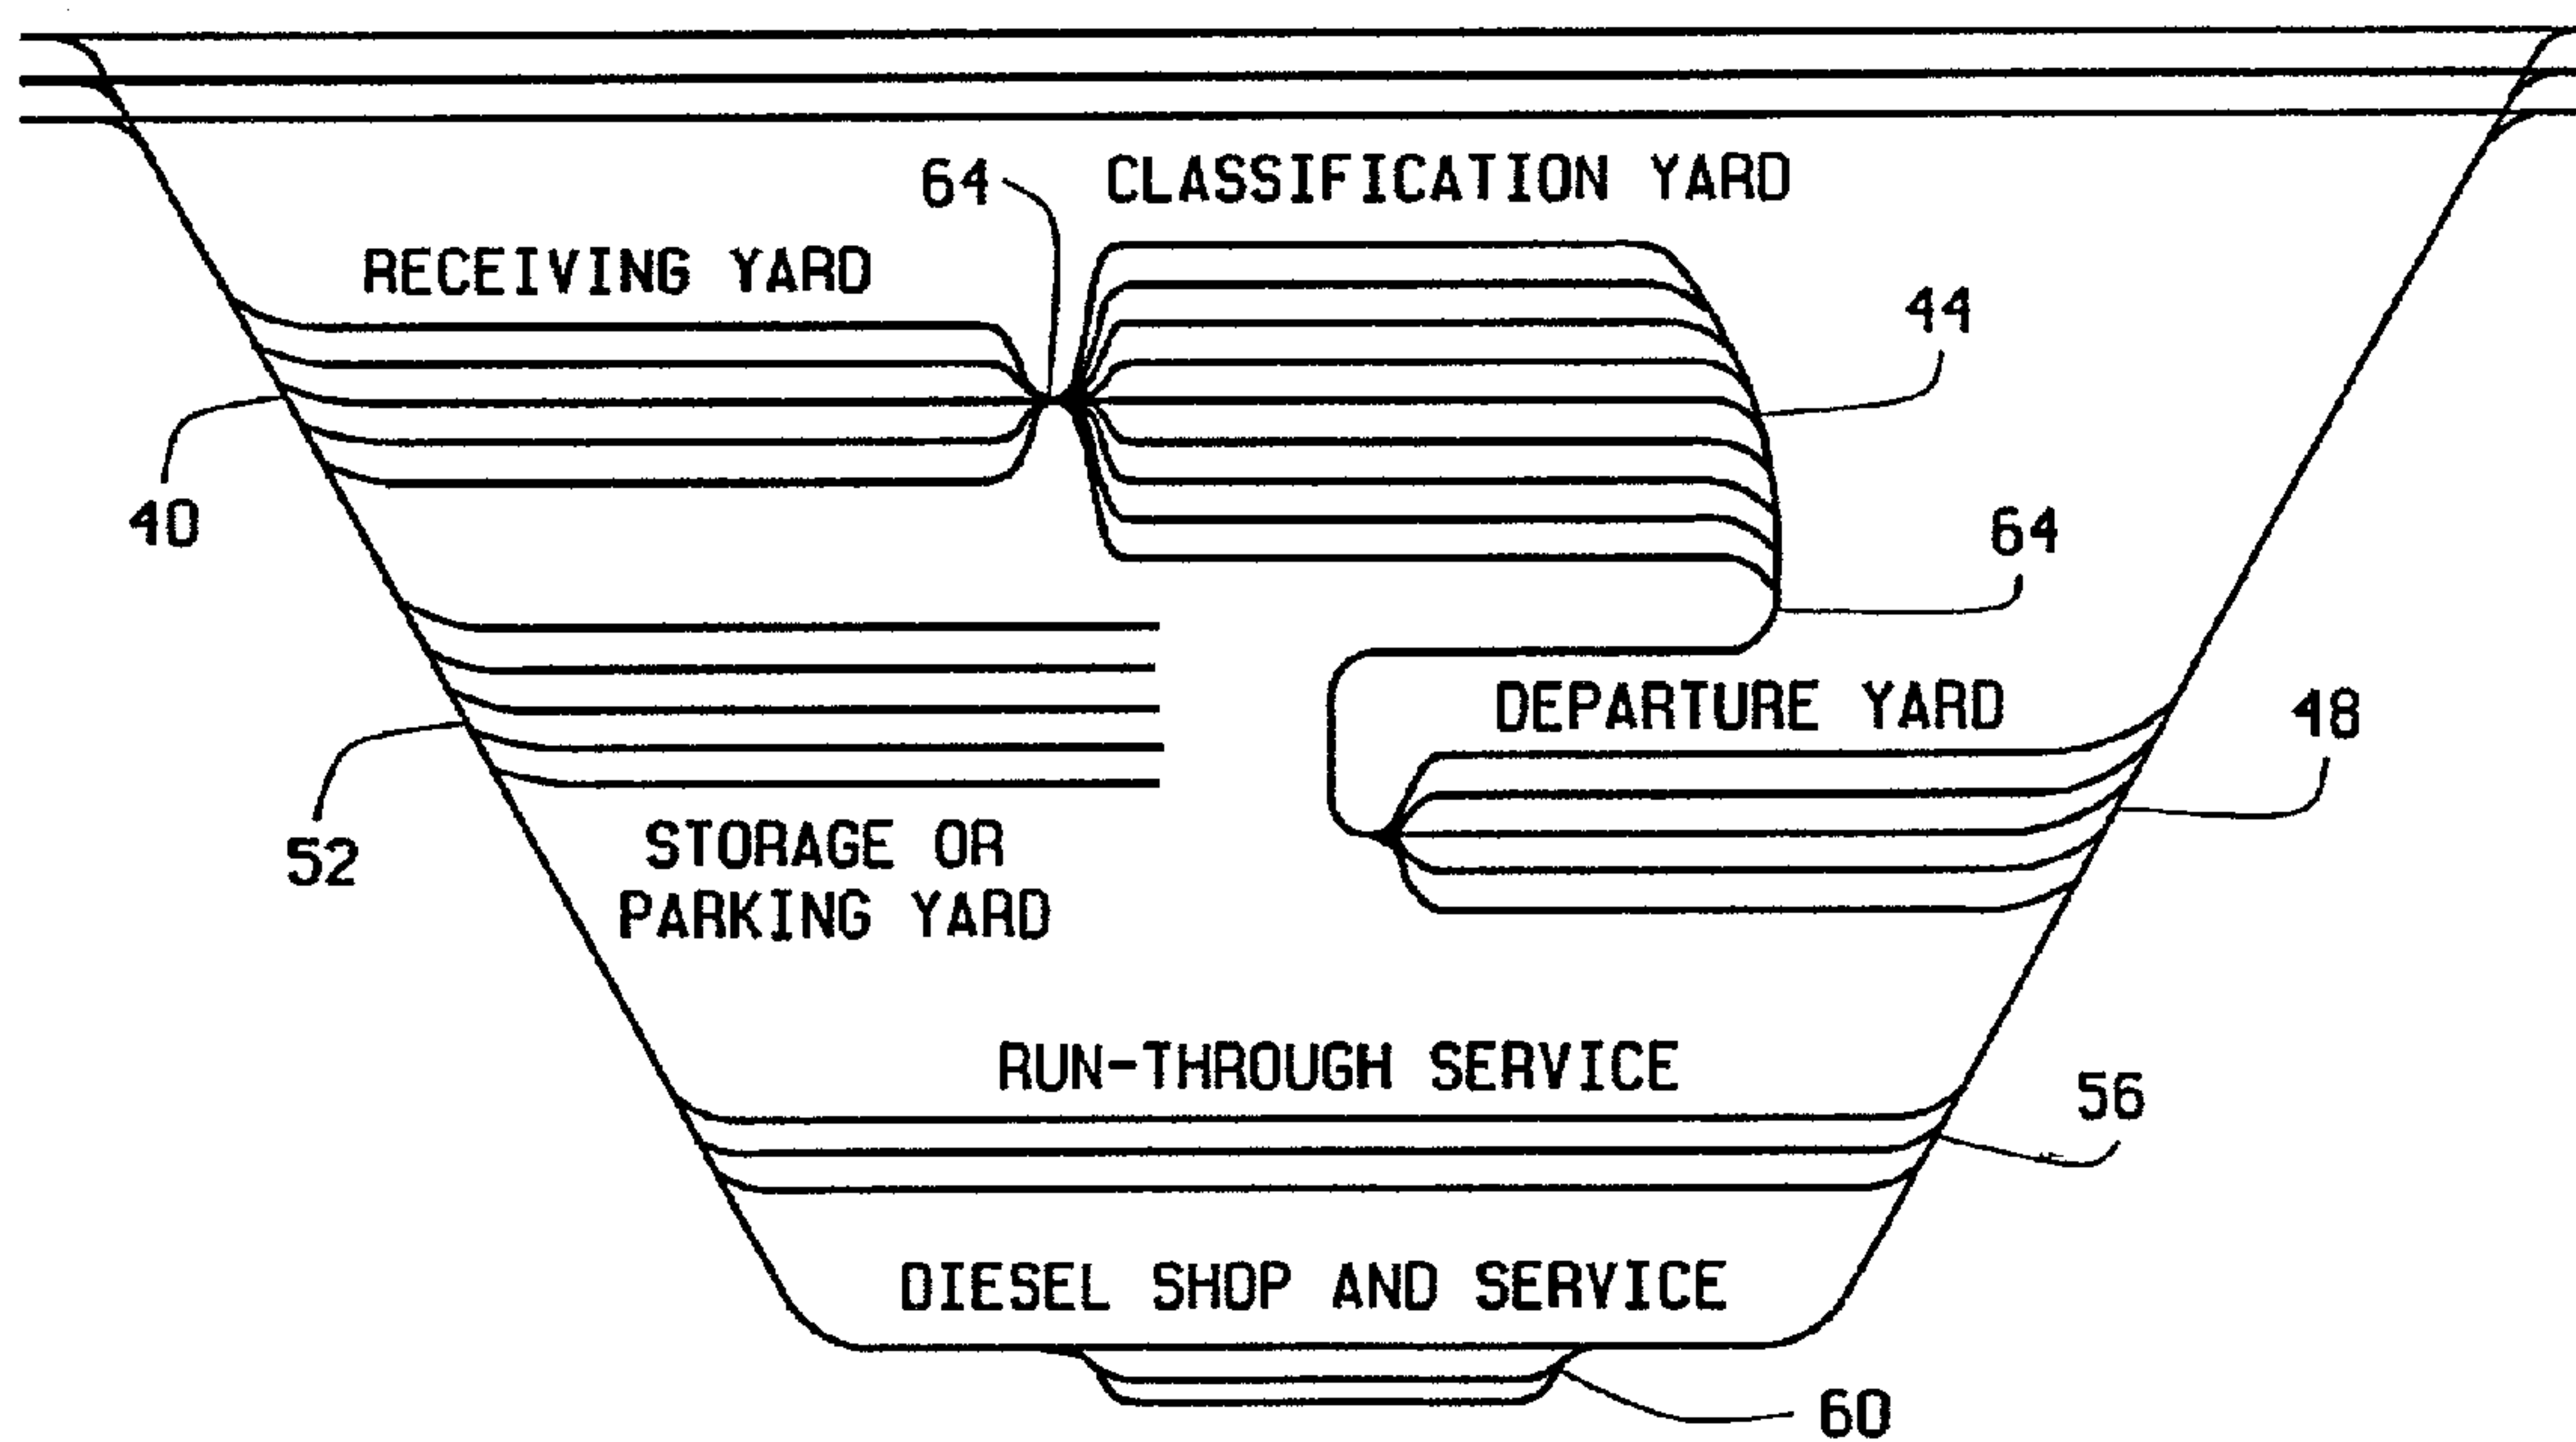 64
CLASSIFICATION YARD
RECEIVING YARD
44
40
64
DEPARTURE YARD
48
52
STORAGE OR
PARKING YARD
RUN-THROUGH SERVICE
56
DIESEL SHOP AND SERVICE
60